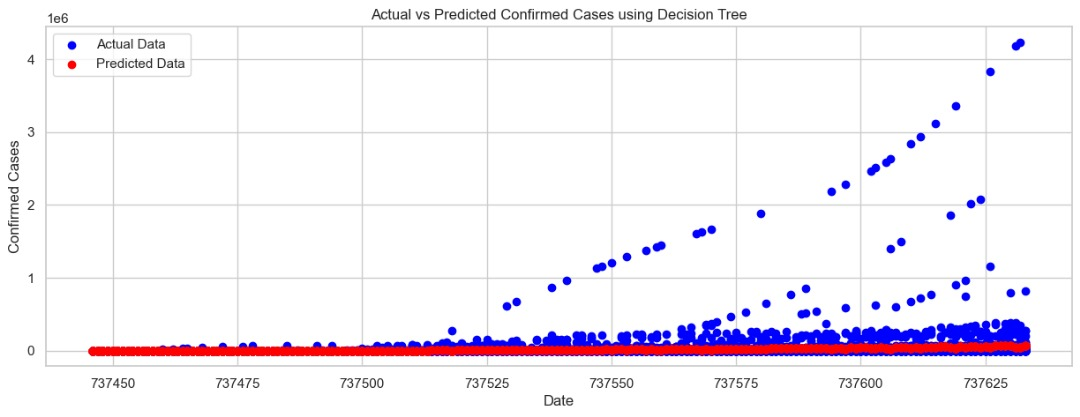 Actual vs Predicted Confirmed Cases using Decision Tree
1e6
Actual Data
Predicted Data
4
3
2
1
0
Confirmed Cases
737450 737475 737500 737525 737550 737575 737600 737625
Date